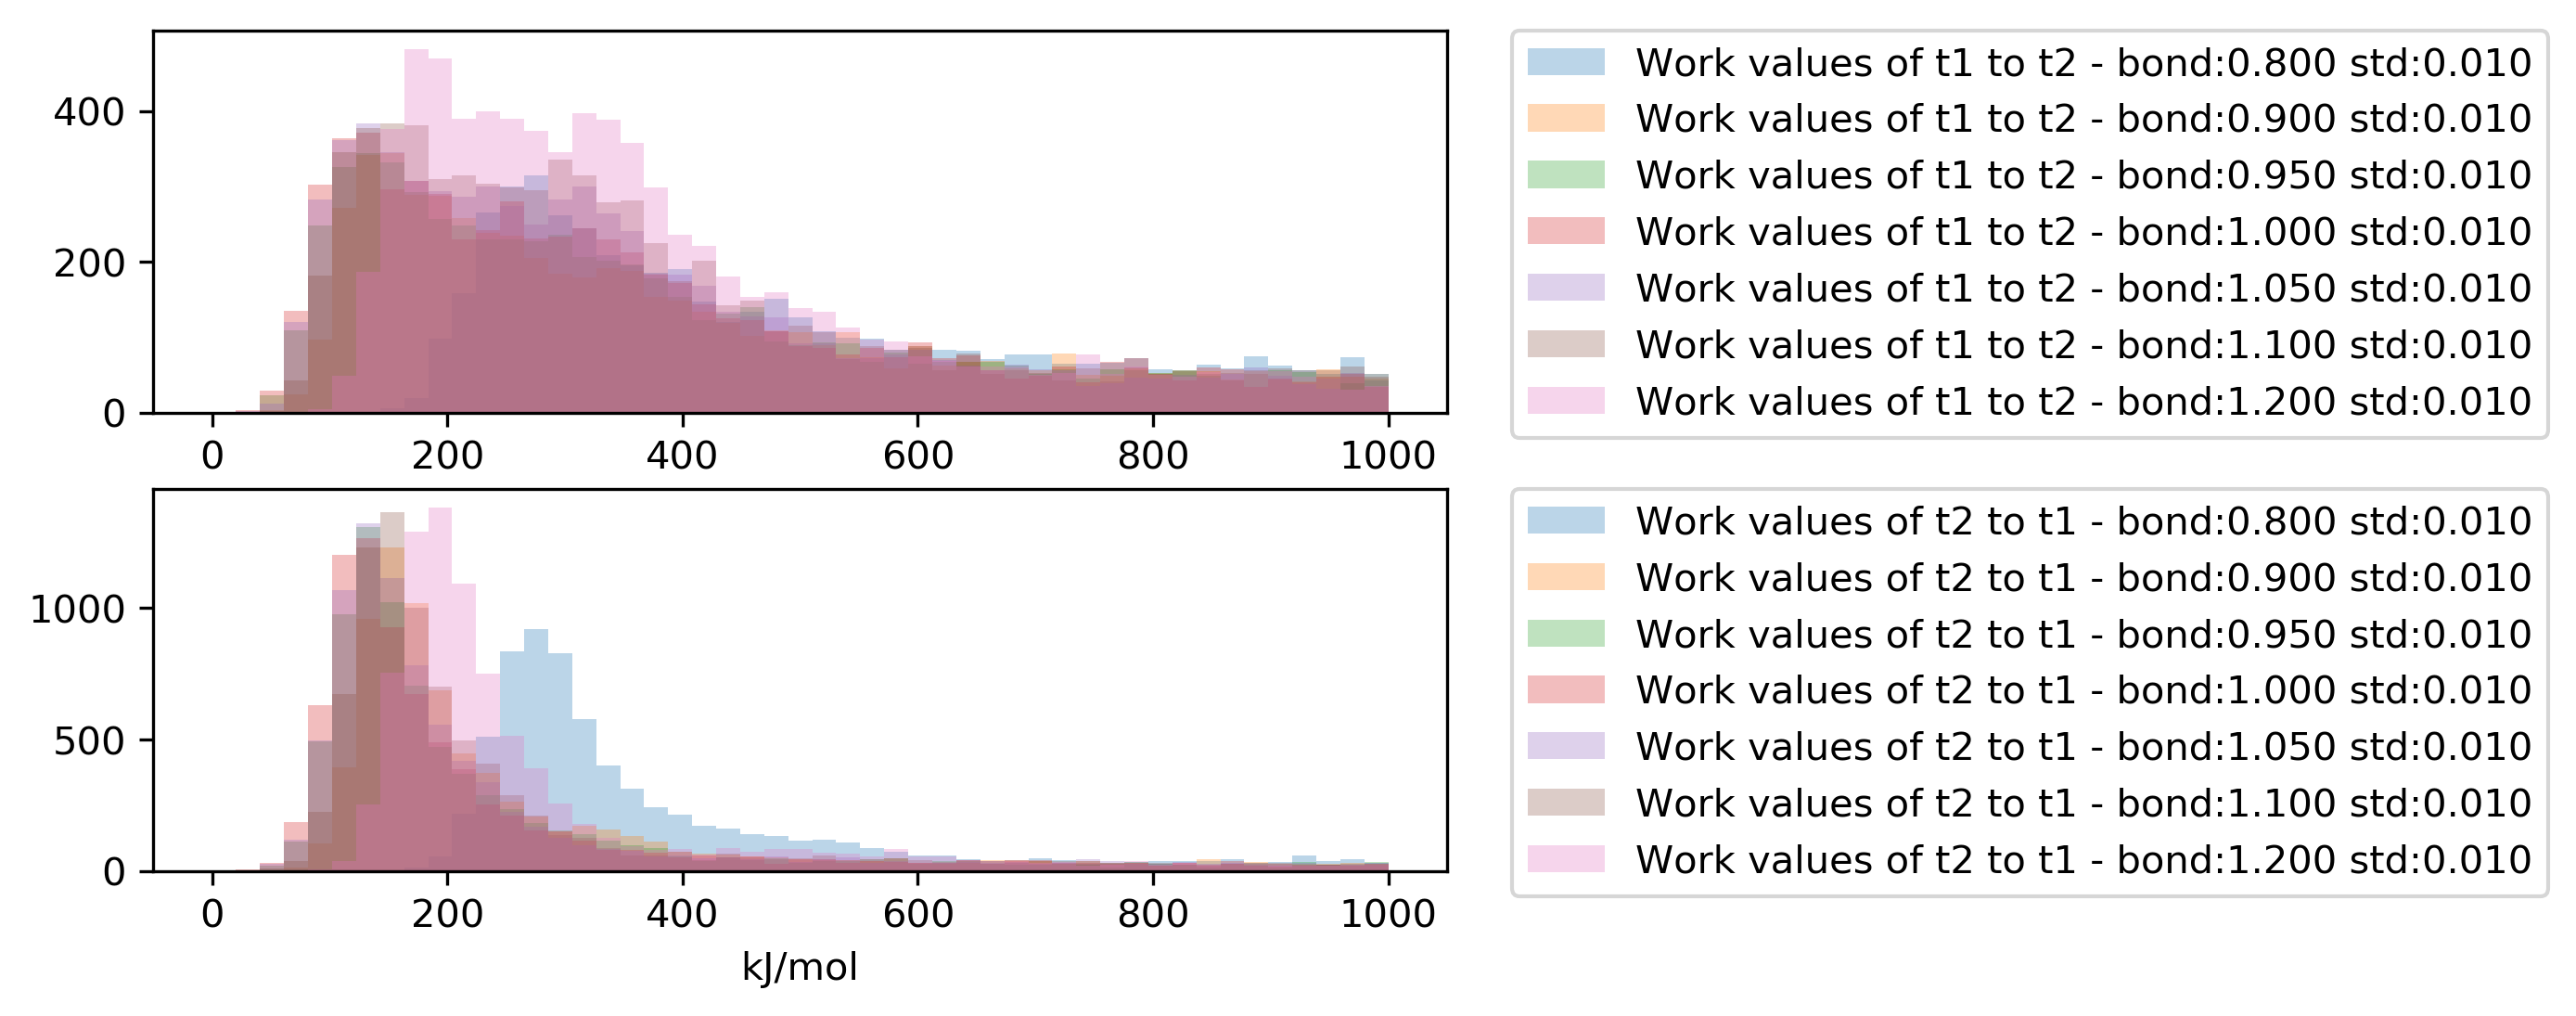 400
200
0
0 200 400 600 800 1000
Work values of t1 to t2 - bond:0.800 std:0.010
Work values of t1 to t2 - bond:0.900 std:0.010
Work values of t1 to t2 - bond:0.950 std:0.010
Work values of t1 to t2 - bond:1.000 std:0.010
Work values of t1 to t2 - bond:1.050 std:0.010
Work values of t1 to t2 - bond:1.100 std:0.010
Work values of t1 to t2 - bond:1.200 std:0.010
1000
500
0
0 200 400 600 800 1000
kJ/mol
Work values of t2 to t1 - bond:0.800 std:0.010
Work values of t2 to t1 - bond:0.900 std:0.010
Work values of t2 to t1 - bond:0.950 std:0.010
Work values of t2 to t1 - bond:1.000 std:0.010
Work values of t2 to t1 - bond:1.050 std:0.010
Work values of t2 to t1 - bond:1.100 std:0.010
Work values of t2 to t1 - bond:1.200 std:0.010